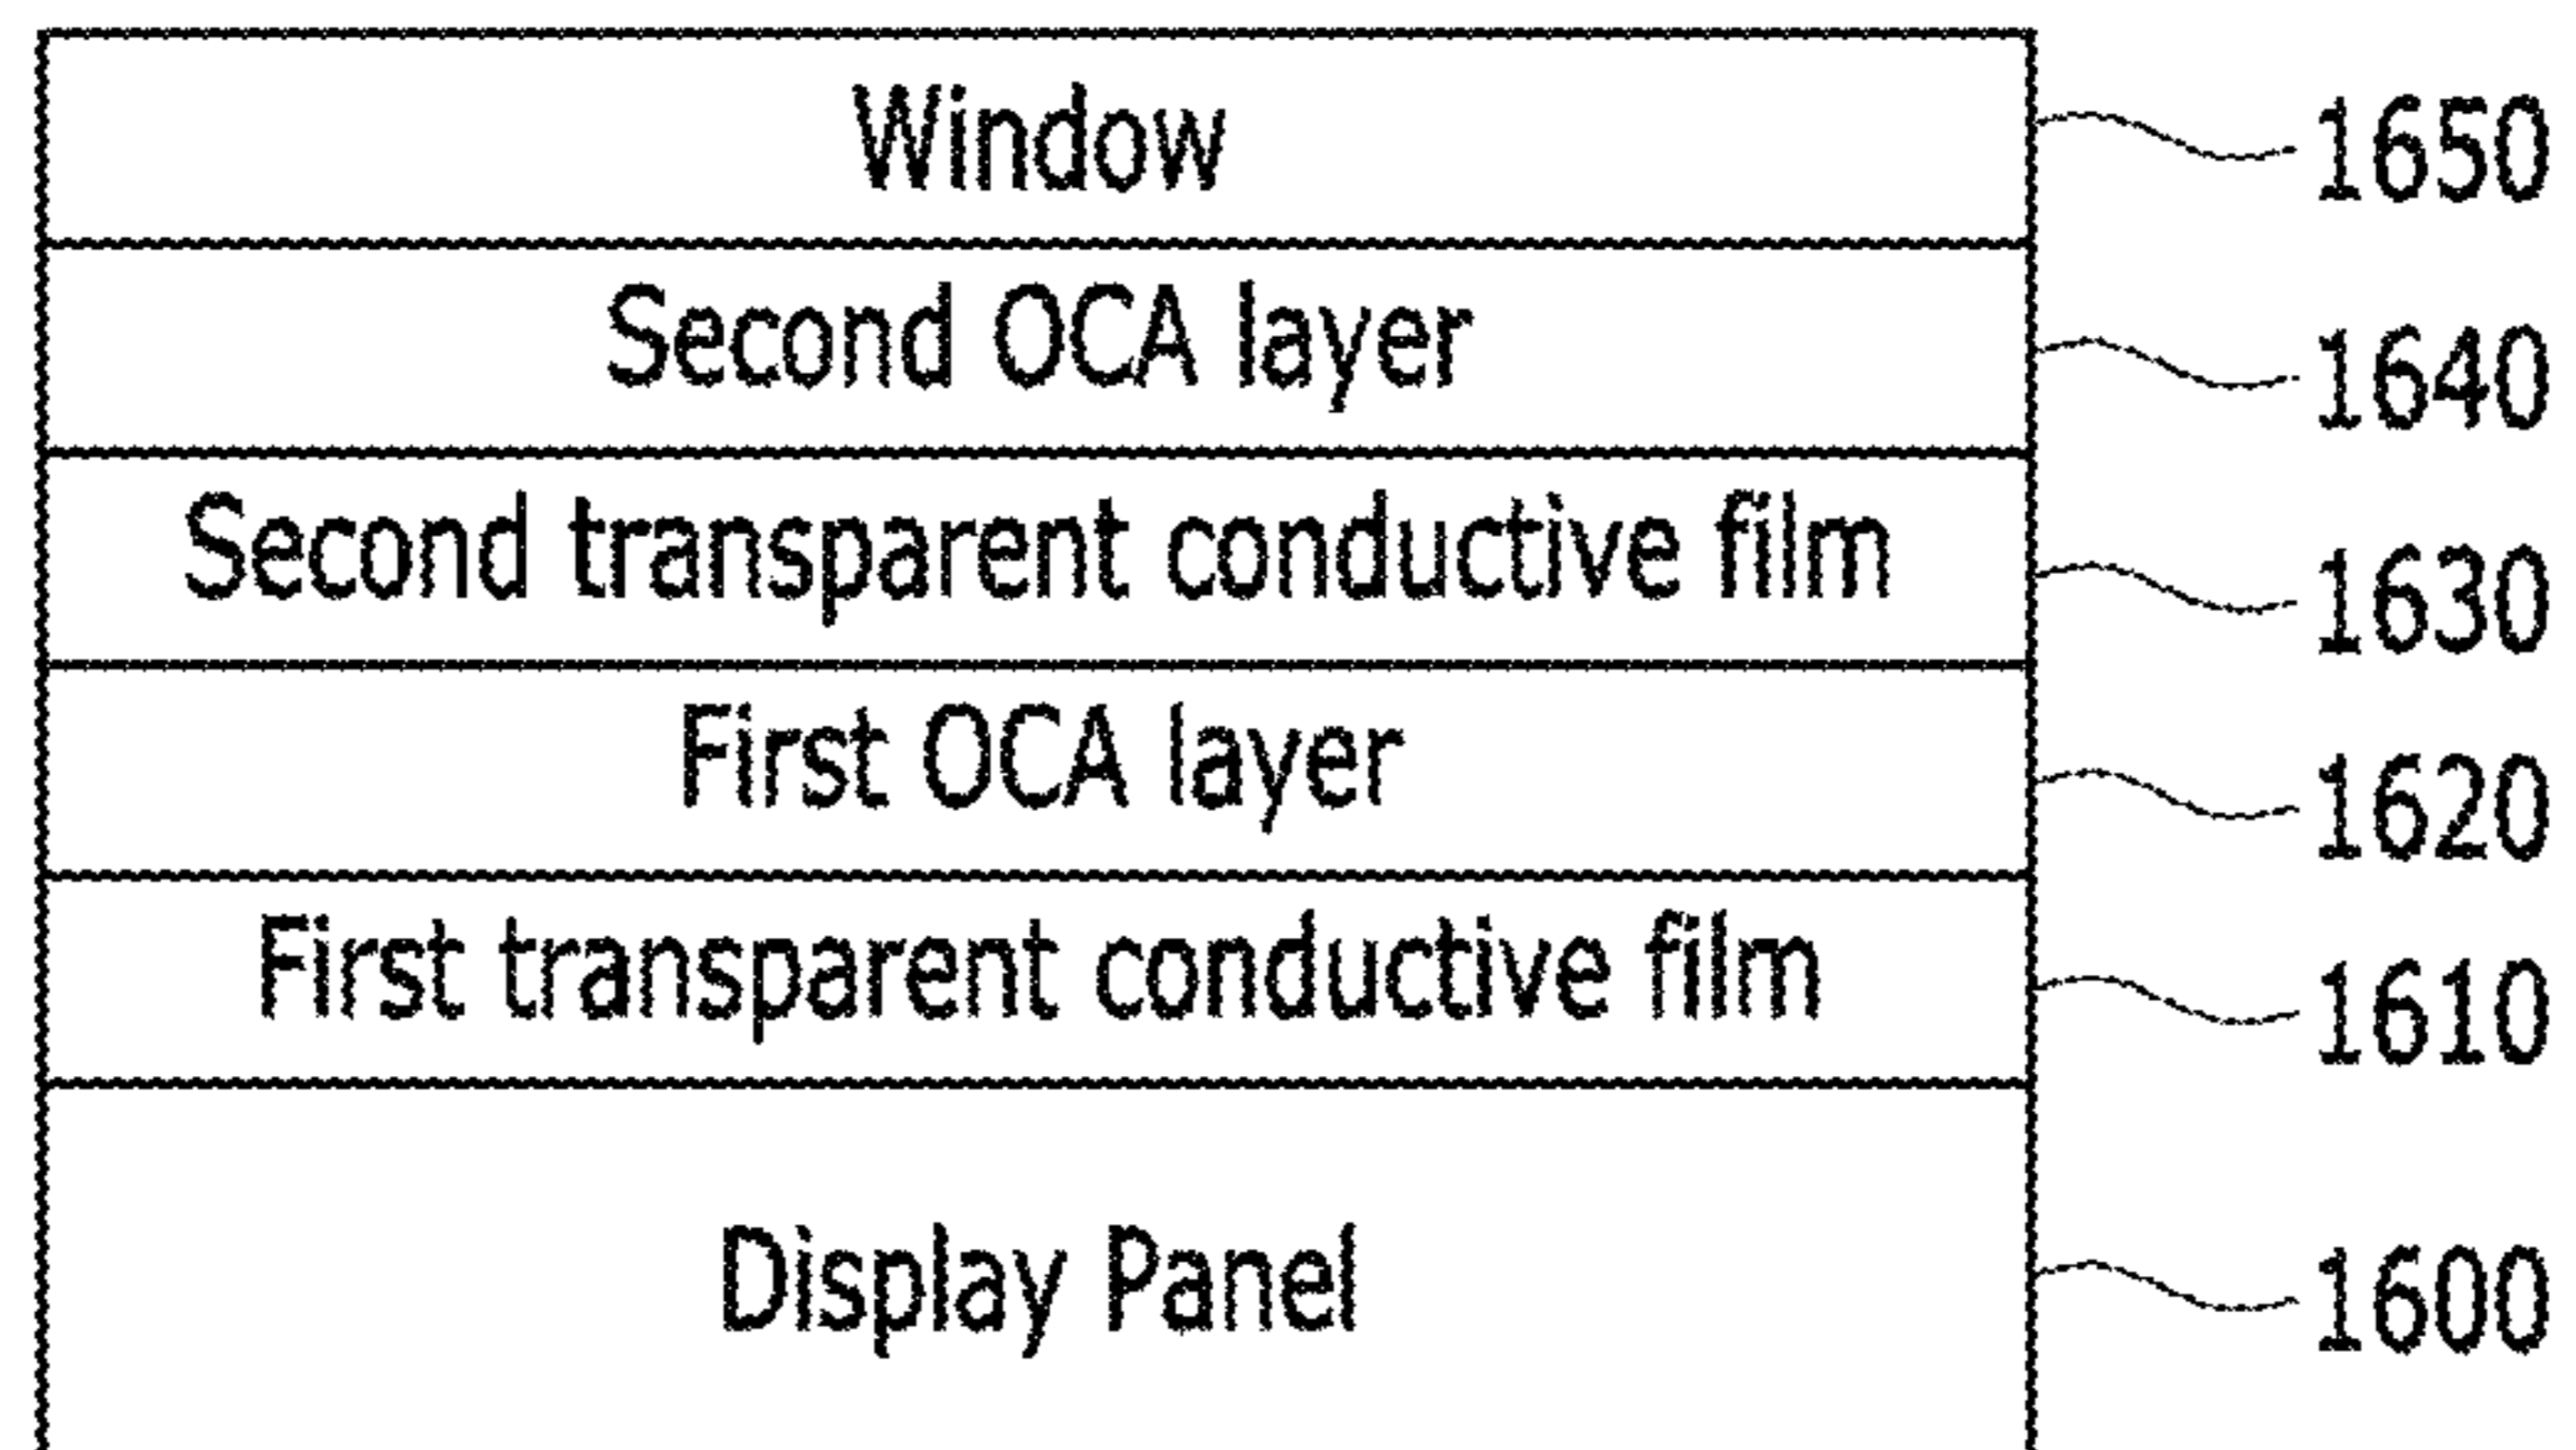 Window 1650
Second OCA layer 1640
Second transparent conductive film 1630
First OCA layer 1620
First transparent conductive film 1610
Display Panel 1600